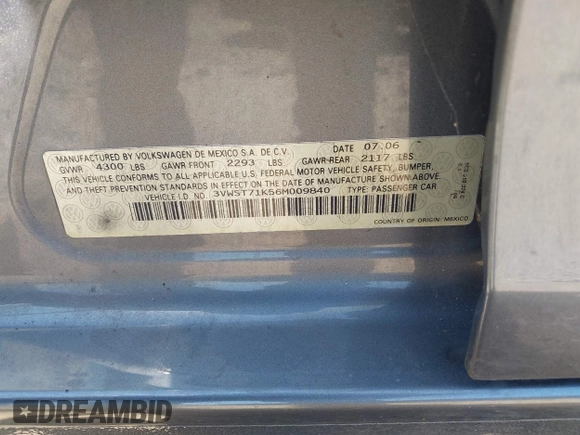 MANUFACTURED BY VOLKSWAGEN DE MEXICO S.A. DE C.V. DATE 07.06
GVWR 4300 LBS GAWR FRONT 2293 LBS GAWR-REAR 2117 LBS
THIS VEHICLE CONFORMS TO ALL APPLICABLE U.S. FEDERAL MOTOR VEHICLE SAFETY, BUMPER,
AND THEFT PREVENTION STANDARDS IN EFFECT ON THE DATE OF MANUFACTURE SHOWN ABOVE.
VEHICLE I.D. NO. 3VWST71K56M009840 TYPE: PASSENGER CAR
COUNTRY OF ORIGIN: MEXICO
DREAMBID